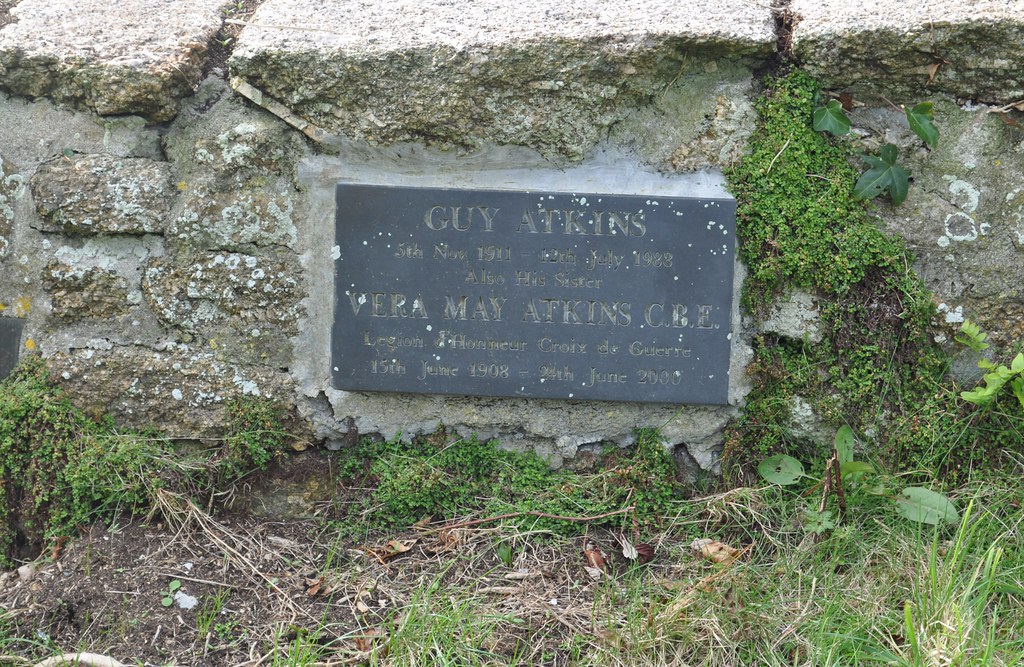 GUY ATKINS
5th Nov 1911 - 12th July 1988
Also His Sister
VERA MAY ATKINS C.B.E.
Legion d'Honneur Croix de Guerre
15th June 1908 - 24th June 2000